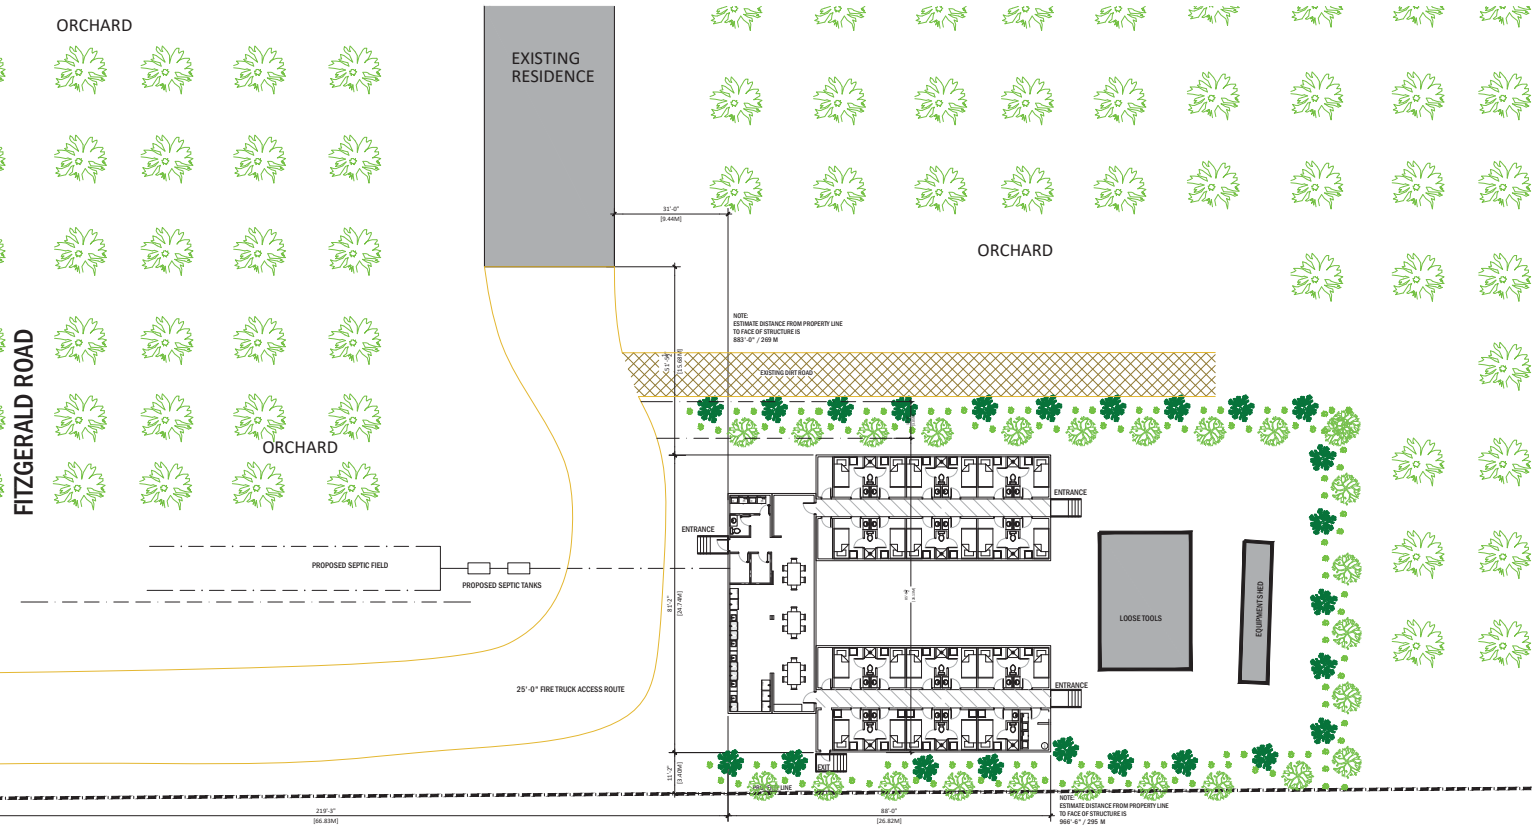 ORCHARD
EXISTING
RESIDENCE
31'-0"
[9.44M]
ORCHARD
NOTE:
ESTIMATE DISTANCE FROM PROPERTY LINE
TO FACE OF STRUCTURE IS
883'-0" / 269 M
[15.68M]
EXISTING DIRT ROAD
FITZGERALD ROAD
ORCHARD
ENTRANCE
ENTRANCE
PROPOSED SEPTIC FIELD
PROPOSED SEPTIC TANKS
81'-2"
[24.74M]
LOOSE TOOLS
EQUIPMENT SHED
25'-0" FIRE TRUCK ACCESS ROUTE
ENTRANCE
EXIT
11'-2"
[3.40M]
PROPERTY LINE
219'-3"
[66.83M]
88'-0"
[26.82M]
NOTE:
ESTIMATE DISTANCE FROM PROPERTY LINE
TO FACE OF STRUCTURE IS
966'-6" / 295 M